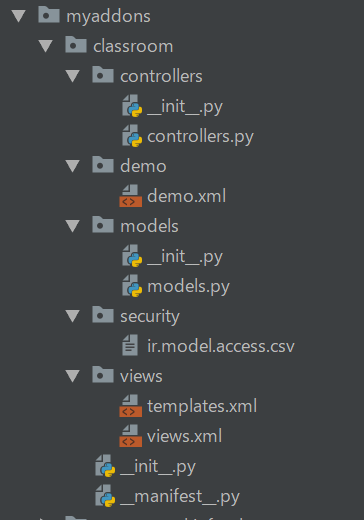 myaddons
classroom
controllers
__init__.py
controllers.py
demo
demo.xml
models
__init__.py
models.py
security
ir.model.access.csv
views
templates.xml
views.xml
__init__.py
__manifest__.py